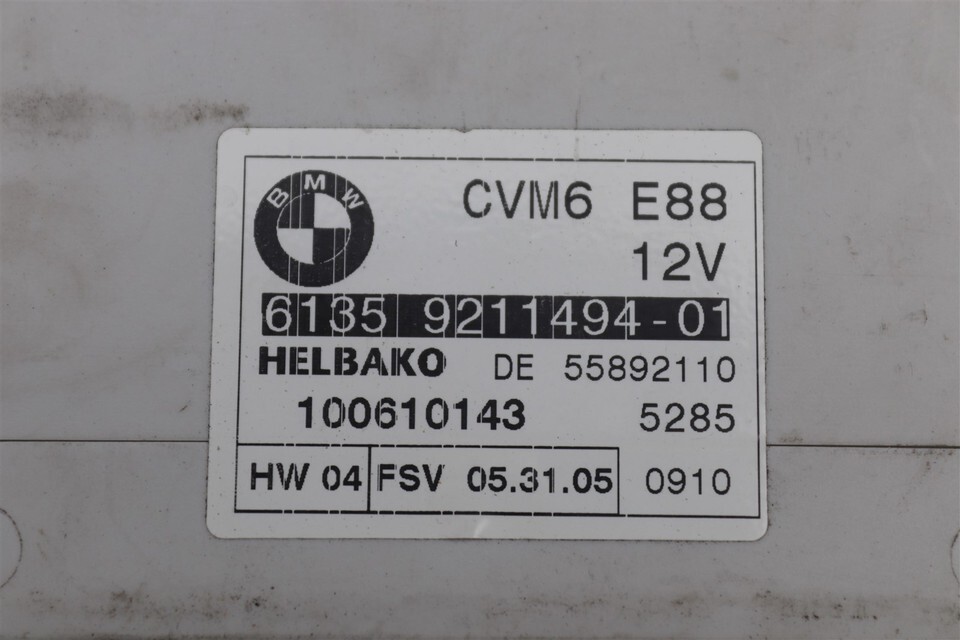 BMW
CVM6 E88
12V
6135 9211494-01
HELBAKO DE 55892110
100610143 5285
HW 04 FSV 05.31.05 0910